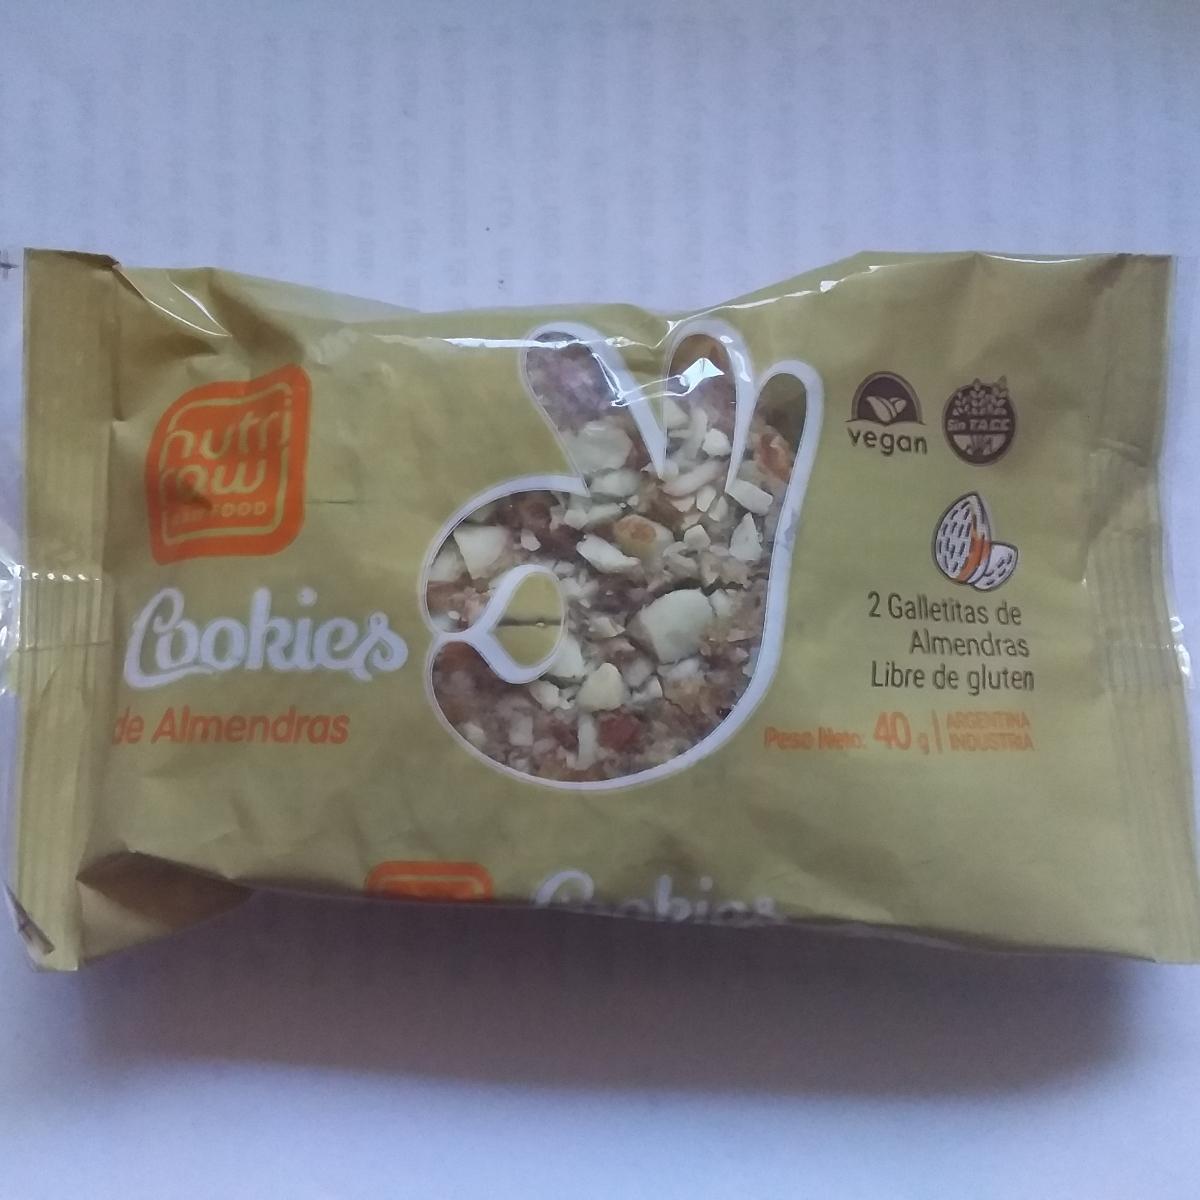 nutri
raw
FOOD
Cookies
de Almendras
vegan
Sin TACC
2 Galletitas de
Almendras
Libre de gluten
Peso Neto: 40 g
ARGENTINA
INDUSTRIA
Cookies